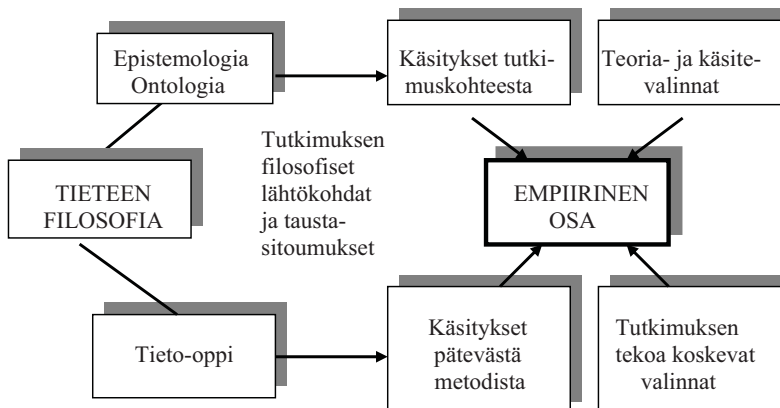 Epistemologia
Ontologia
Käsitykset tutki-
muskohteesta
Teoria- ja käsite-
valinnat
Tutkimuksen
filosofiset
lähtökohdat
ja tausta-
sitoumukset
TIETEEN
FILOSOFIA
EMPIIRINEN
OSA
Tieto-oppi
Käsitykset
pätevästä
metodista
Tutkimuksen
tekoa koskevat
valinnat